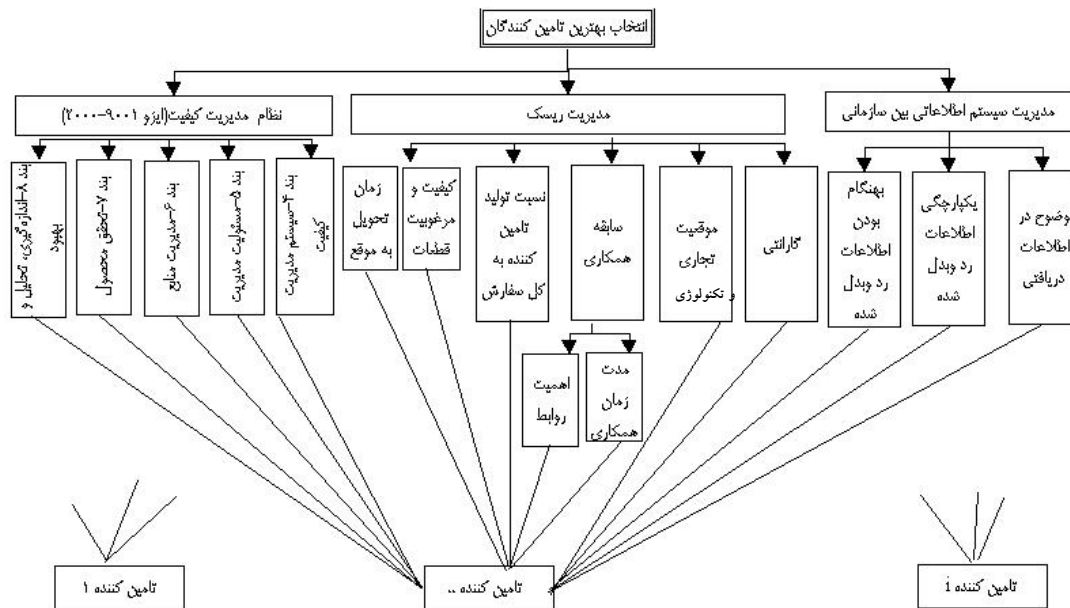 انتخاب بهترین تامین کنندگان
مدیریت سیستم اطلاعاتی بین سازمانی
مدیریت ریسک
نظام مدیریت کیفیت(ایزو ۹۰۰۱-۲۰۰۰)
وضوح در
اطلاعات
دریافتی
یکپارچگی
اطلاعات
رد وبدل
شده
بهنگام
بودن
اطلاعات
رد وبدل
شده
گارانتی
موقعیت
تجاری
و تکنولوژی
سابقه
همکاری
نسبت تولید
تامین
کننده به
کل سفارش
کیفیت و
مرغوبیت
قطعات
زمان
تحویل
به موقع
بند ۴-سیستم مدیریت
کیفیت
بند ۵-مسئولیت مدیریت
بند ۶-مدیریت منابع
بند ۷-تحقق محصول
بند ۸-اندازه‌گیری، تحلیل و
بهبود
مدت
زمان
همکاری
اهمیت
روابط
تامین کننده i
تامین کننده ..
تامین کننده ۱